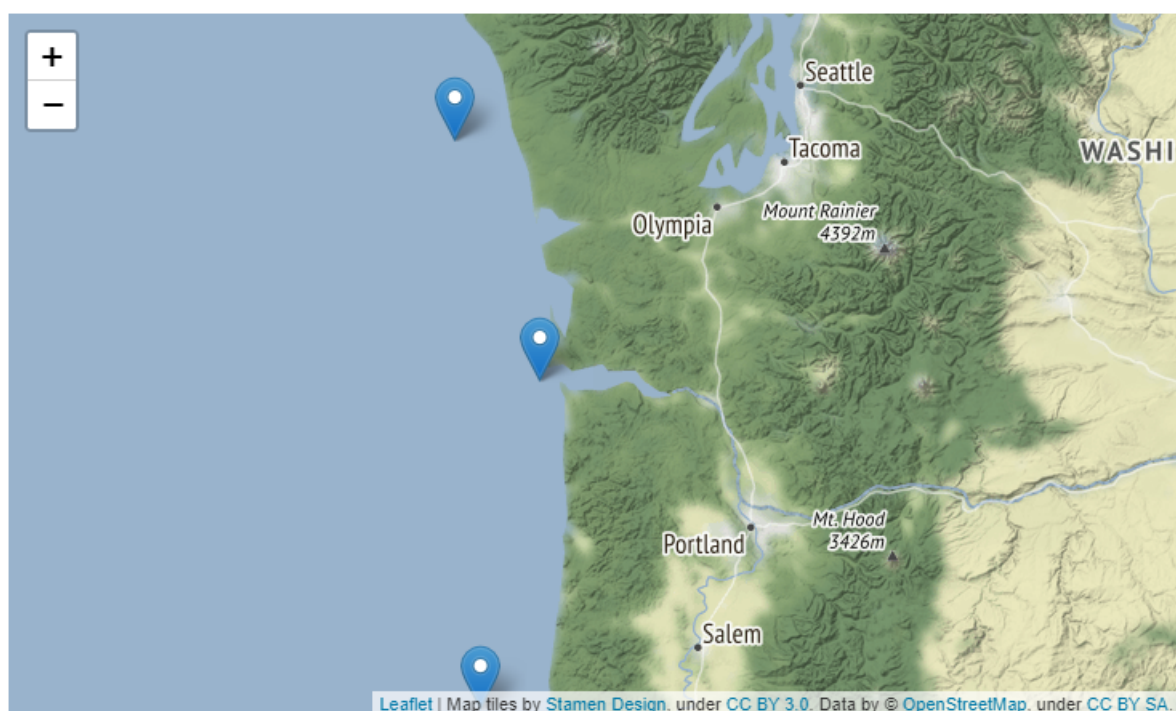 +
−
Seattle
Tacoma
WASHI
Olympia
Mount Rainier
4392m
Mt. Hood
3426m
Portland
Salem
Leaflet | Map tiles by Stamen Design, under CC BY 3.0. Data by © OpenStreetMap, under CC BY SA.